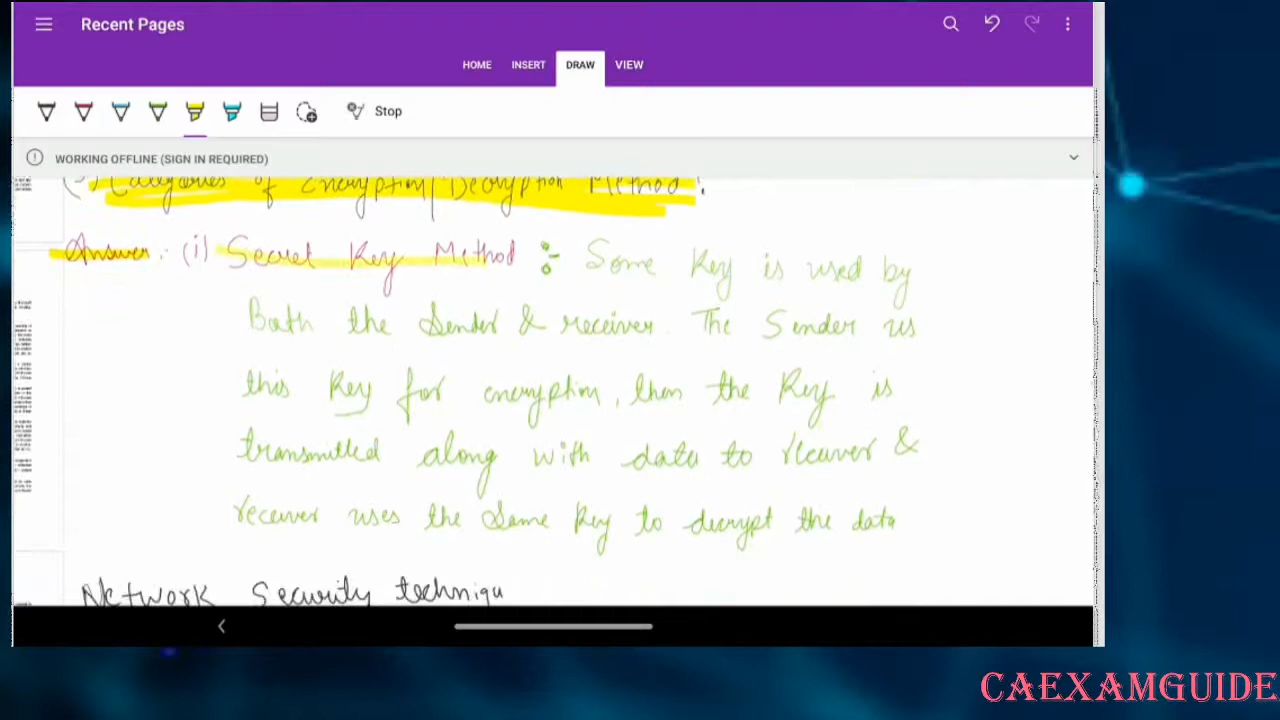 Recent Pages
HOME INSERT DRAW VIEW
Stop
WORKING OFFLINE (SIGN IN REQUIRED)
Categories of Encryption/Decryption Method :
Answer : (i) Secret Key Method :- Some Key is used by
Both the Sender & receiver. The Sender us
this Key for encryption, then the Key is
transmitted along with data to receiver &
receiver uses the Same Key to decrypt the data
Network Security techniqu
CAEXAMGUIDE